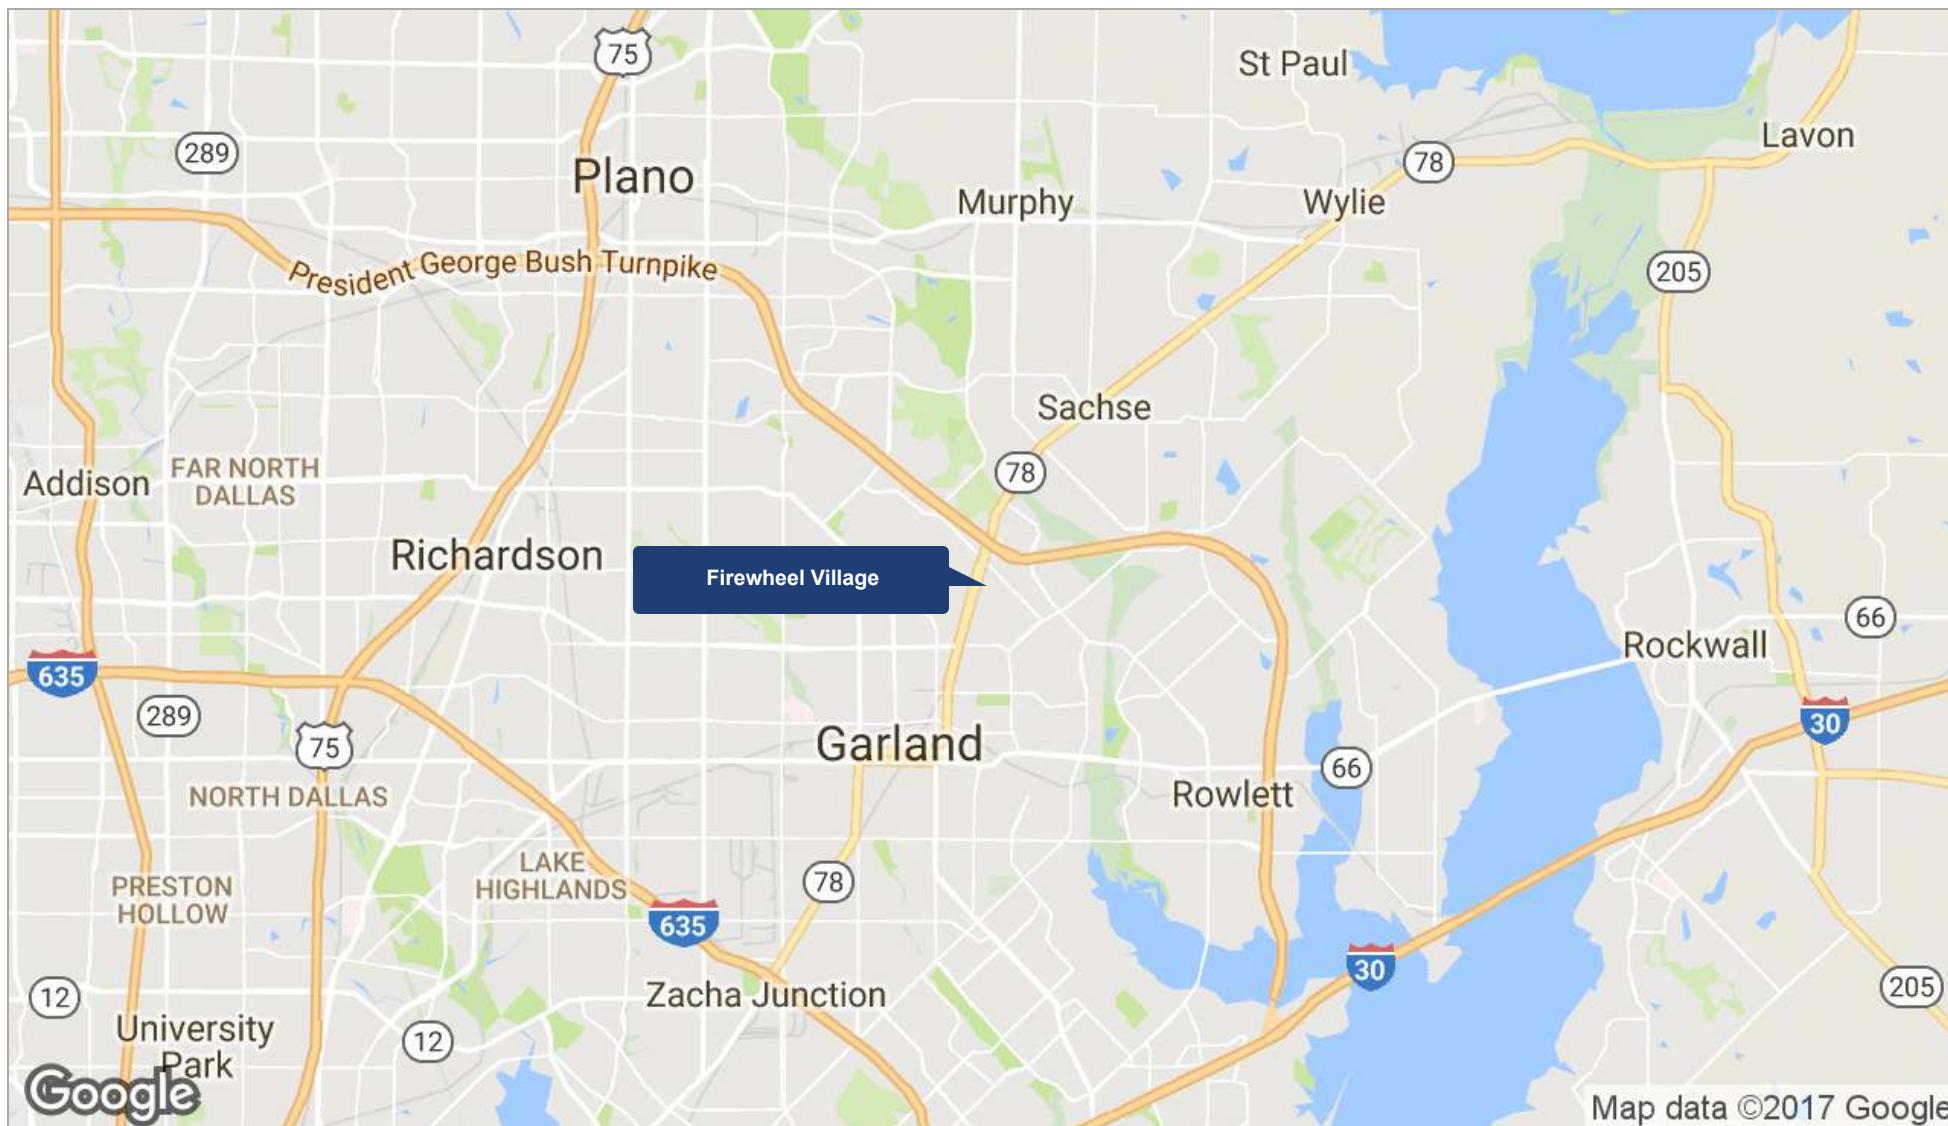 75
St Paul
Lavon
289
78
Plano
Murphy
Wylie
President George Bush Turnpike
205
Sachse
78
Addison
FAR NORTH
DALLAS
Richardson
Firewheel Village
66
Rockwall
635
289
75
30
Garland
66
NORTH DALLAS
Rowlett
LAKE
HIGHLANDS
78
PRESTON
HOLLOW
635
30
12
Zacha Junction
205
University
Park
12
Google
Map data ©2017 Google